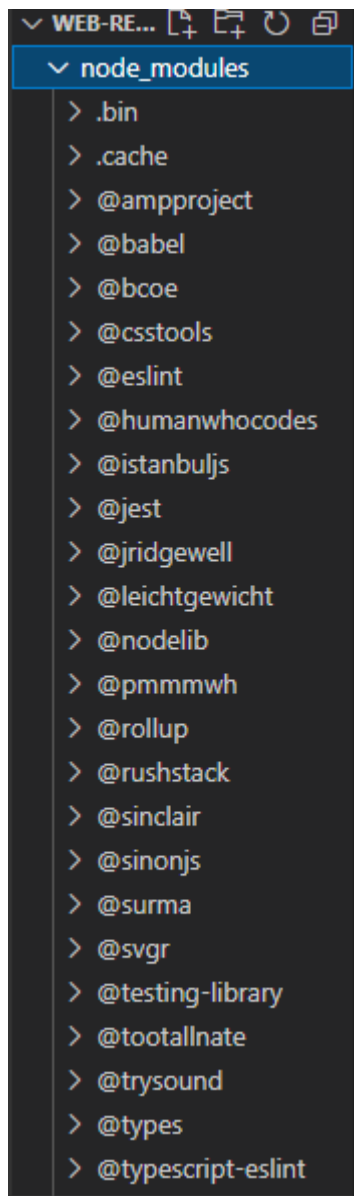 WEB-RE...
node_modules
.bin
.cache
@ampproject
@babel
@bcoe
@csstools
@eslint
@humanwhocodes
@istanbuljs
@jest
@jridgewell
@leichtgewicht
@nodelib
@pmmmwh
@rollup
@rushstack
@sinclair
@sinonjs
@surma
@svgr
@testing-library
@tootallnate
@trysound
@types
@typescript-eslint